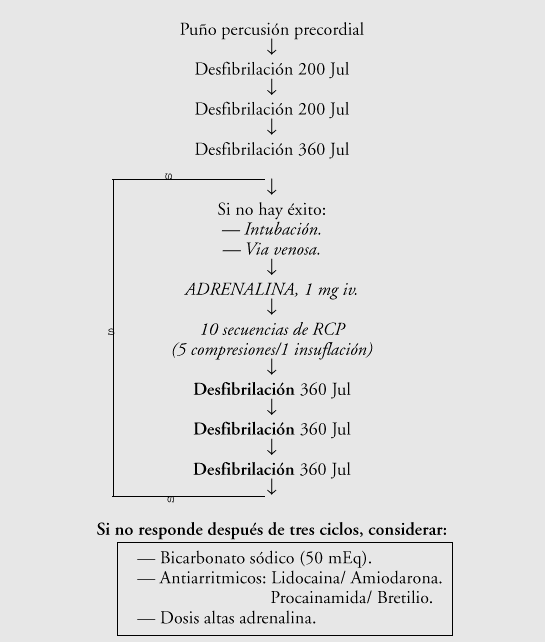 Puño percusión precordial
↓
Desfibrilación 200 Jul
↓
Desfibrilación 200 Jul
↓
Desfibrilación 360 Jul
↓
Si no hay éxito:
— Intubación.
— Via venosa.
↓
ADRENALINA, 1 mg iv.
↓
10 secuencias de RCP
(5 compresiones/1 insuflación)
↓
Desfibrilación 360 Jul
↓
Desfibrilación 360 Jul
↓
Desfibrilación 360 Jul
↓
Si no responde después de tres ciclos, considerar:
— Bicarbonato sódico (50 mEq).
— Antiarritmicos: Lidocaina/ Amiodarona.
Procainamida/ Bretilio.
— Dosis altas adrenalina.